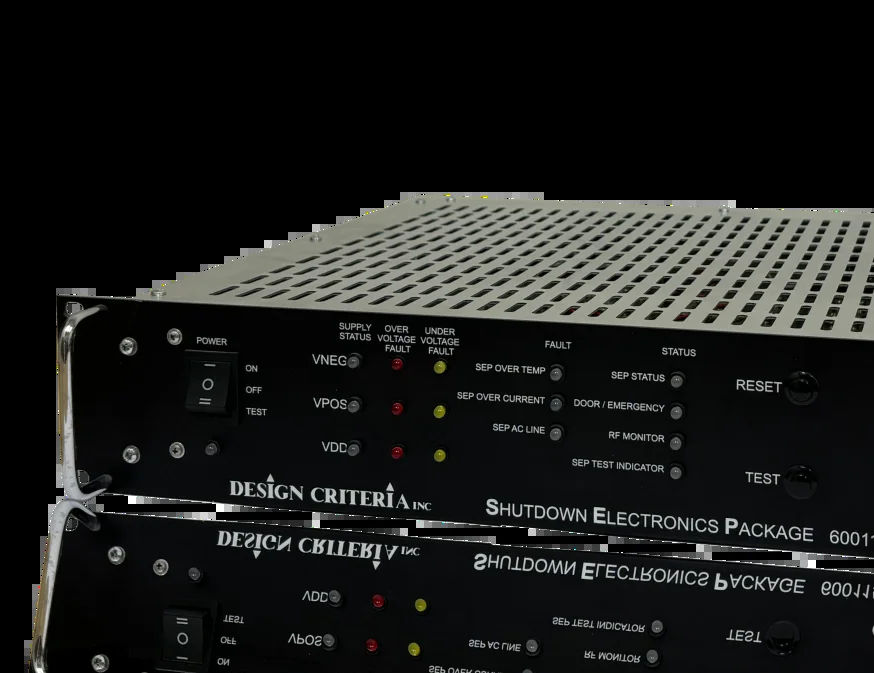 POWER
ON
OFF
TEST
SUPPLY STATUS
OVER VOLTAGE FAULT
UNDER VOLTAGE FAULT
VNEG
VPOS
VDD
FAULT
SEP OVER TEMP
SEP OVER CURRENT
SEP AC LINE
STATUS
SEP STATUS
DOOR / EMERGENCY
RF MONITOR
SEP TEST INDICATOR
RESET
TEST
DESIGN CRITERIA INC
SHUTDOWN ELECTRONICS PACKAGE 60011